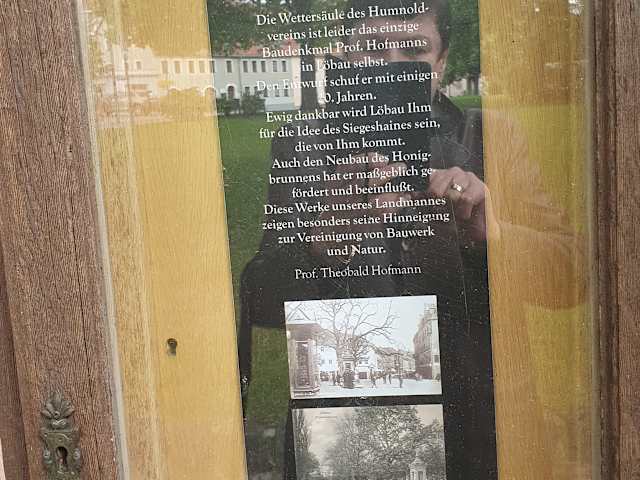 Die Wettersäule des Humnold-
vereins ist leider das einzige
Baudenkmal Prof. Hofmanns
in Löbau selbst.
Den Entwurf schuf er mit einigen
Jahren.
Ewig dankbar wird Löbau Ihm
für die Idee des Siegeshaines sein,
die von Ihm kommt.
Auch den Neubau des Honig-
brunnens hat er maßgeblich ge-
fördert und beeinflußt.
Diese Werke unseres Landmannes
zeigen besonders seine Hinneigung
zur Vereinigung von Bauwerk
und Natur.
Prof. Theobald Hofmann